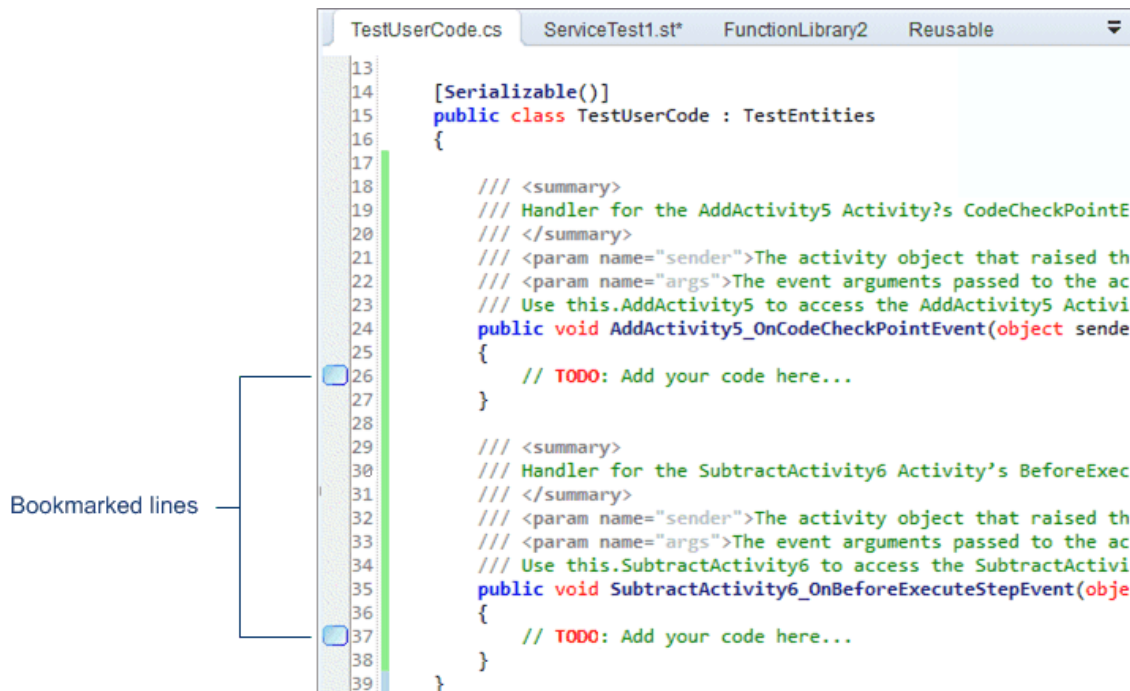 TestUserCode.cs ServiceTest1.st* FunctionLibrary2 Reusable
13
14 [Serializable()]
15 public class TestUserCode : TestEntities
16 {
17
18 /// <summary>
19 /// Handler for the AddActivity5 Activity?s CodeCheckPointE
20 /// </summary>
21 /// <param name="sender">The activity object that raised th
22 /// <param name="args">The event arguments passed to the ac
23 /// Use this.AddActivity5 to access the AddActivity5 Activi
24 public void AddActivity5_OnCodeCheckPointEvent(object sende
25 {
26 // TODO: Add your code here...
27 }
28
29 /// <summary>
30 /// Handler for the SubtractActivity6 Activity’s BeforeExec
31 /// </summary>
32 /// <param name="sender">The activity object that raised th
33 /// <param name="args">The event arguments passed to the ac
34 /// Use this.SubtractActivity6 to access the SubtractActivi
35 public void SubtractActivity6_OnBeforeExecuteStepEvent(obje
36 {
37 // TODO: Add your code here...
38 }
39 }
Bookmarked lines